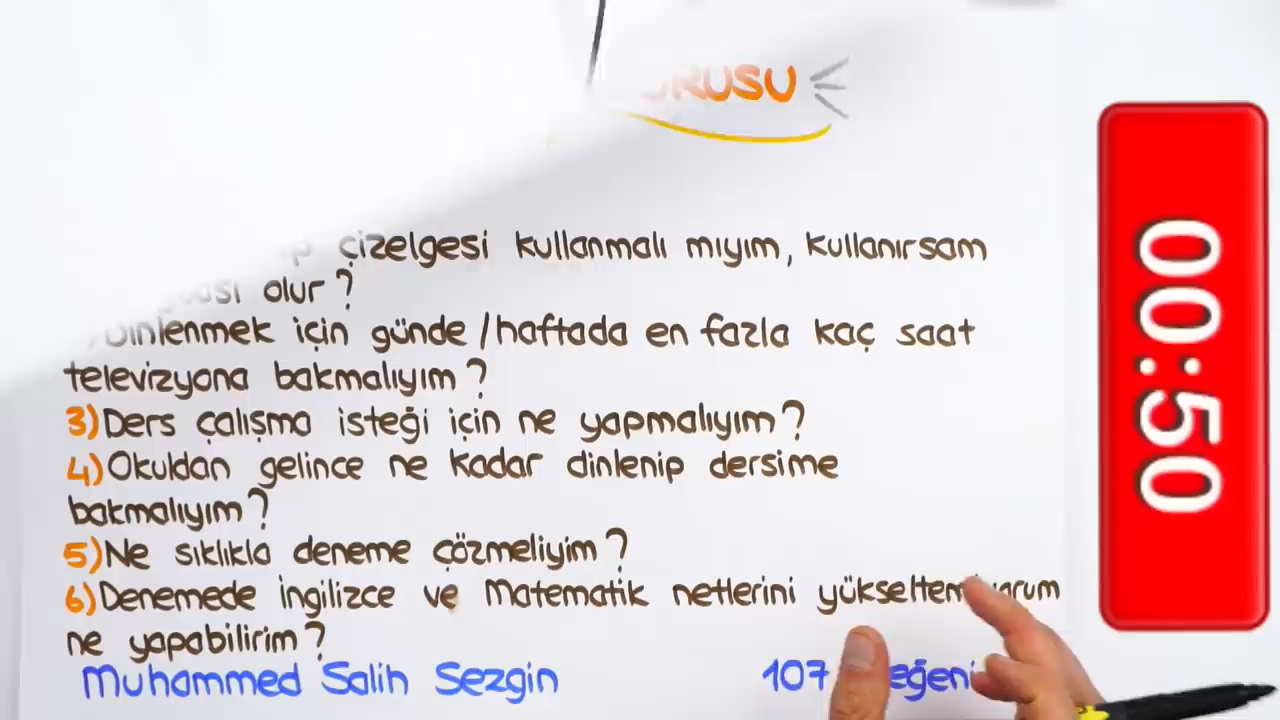 çizelgesi kullanmalı mıyım, kullanırsam
olur?
Dinlenmek için günde/haftada en fazla kaç saat
televizyona bakmalıyım?
3)Ders çalışma isteği için ne yapmalıyım?
4)Okuldan gelince ne kadar dinlenip dersime
bakmalıyım?
5)Ne sıklıkla deneme çözmeliyim?
6)Denemede İngilizce ve Matematik netlerini
ne yapabilirim?
Muhammed Salih Sezgin 107
00:50